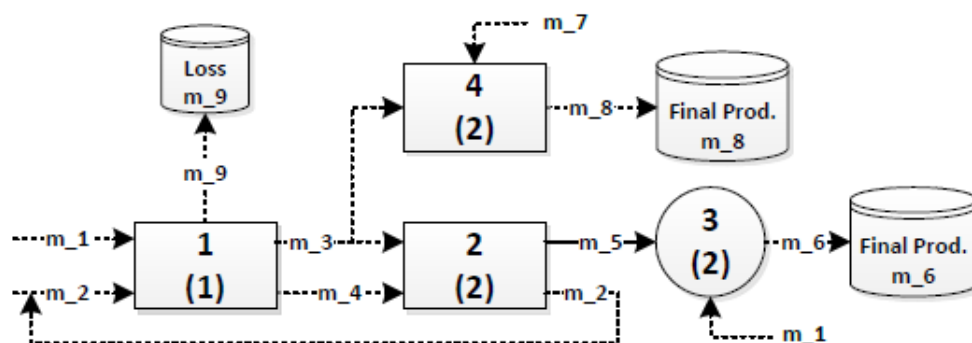 m_7
Loss
m_9
4
(2)
m_8
Final Prod.
m_8
m_9
m_1
1
(1)
m_3
2
(2)
m_5
3
(2)
m_6
Final Prod.
m_6
m_2
m_4
m_2
m_1